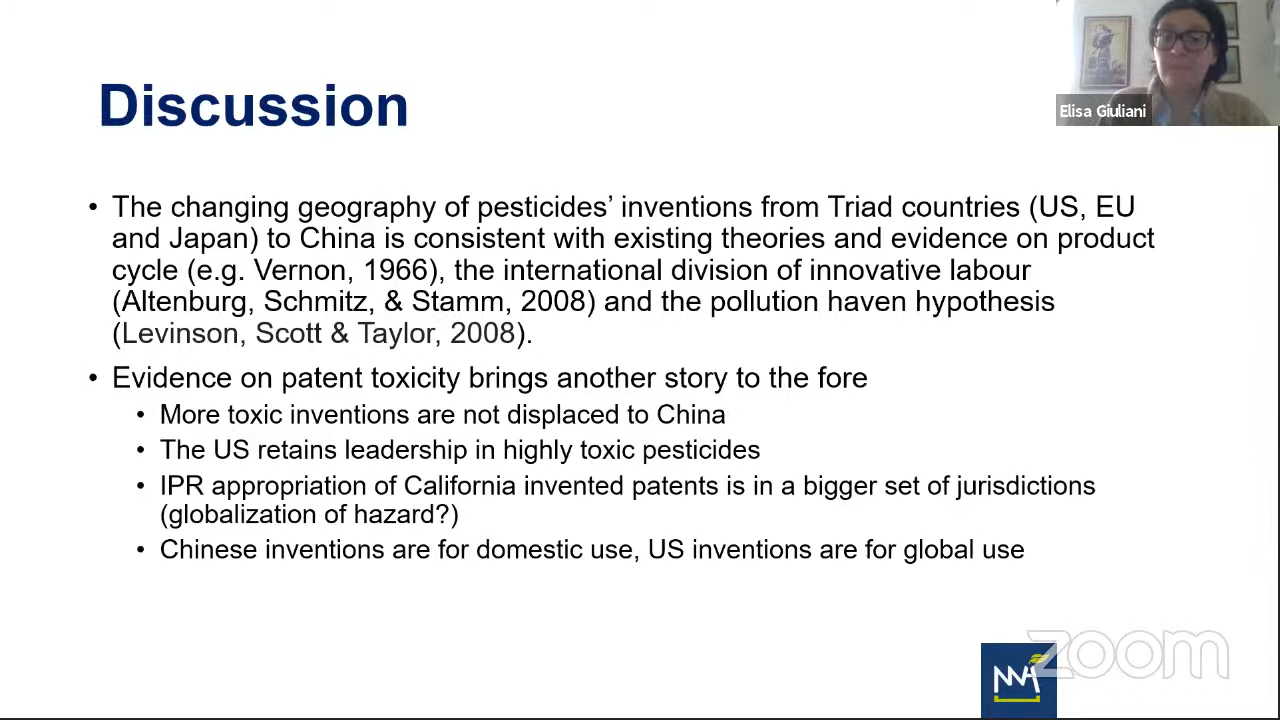 Discussion
Elisa Giuliani
• The changing geography of pesticides’ inventions from Triad countries (US, EU
and Japan) to China is consistent with existing theories and evidence on product
cycle (e.g. Vernon, 1966), the international division of innovative labour
(Altenburg, Schmitz, & Stamm, 2008) and the pollution haven hypothesis
(Levinson, Scott & Taylor, 2008).
• Evidence on patent toxicity brings another story to the fore
• More toxic inventions are not displaced to China
• The US retains leadership in highly toxic pesticides
• IPR appropriation of California invented patents is in a bigger set of jurisdictions
(globalization of hazard?)
• Chinese inventions are for domestic use, US inventions are for global use
zoom